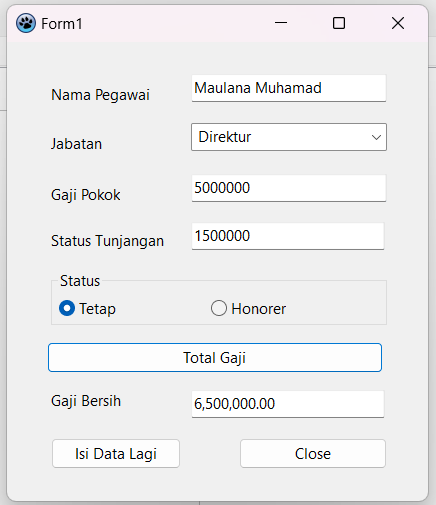 Form1
Nama Pegawai Maulana Muhamad
Jabatan Direktur
Gaji Pokok 5000000
Status Tunjangan 1500000
Status
Tetap Honorer
Total Gaji
Gaji Bersih 6,500,000.00
Isi Data Lagi Close